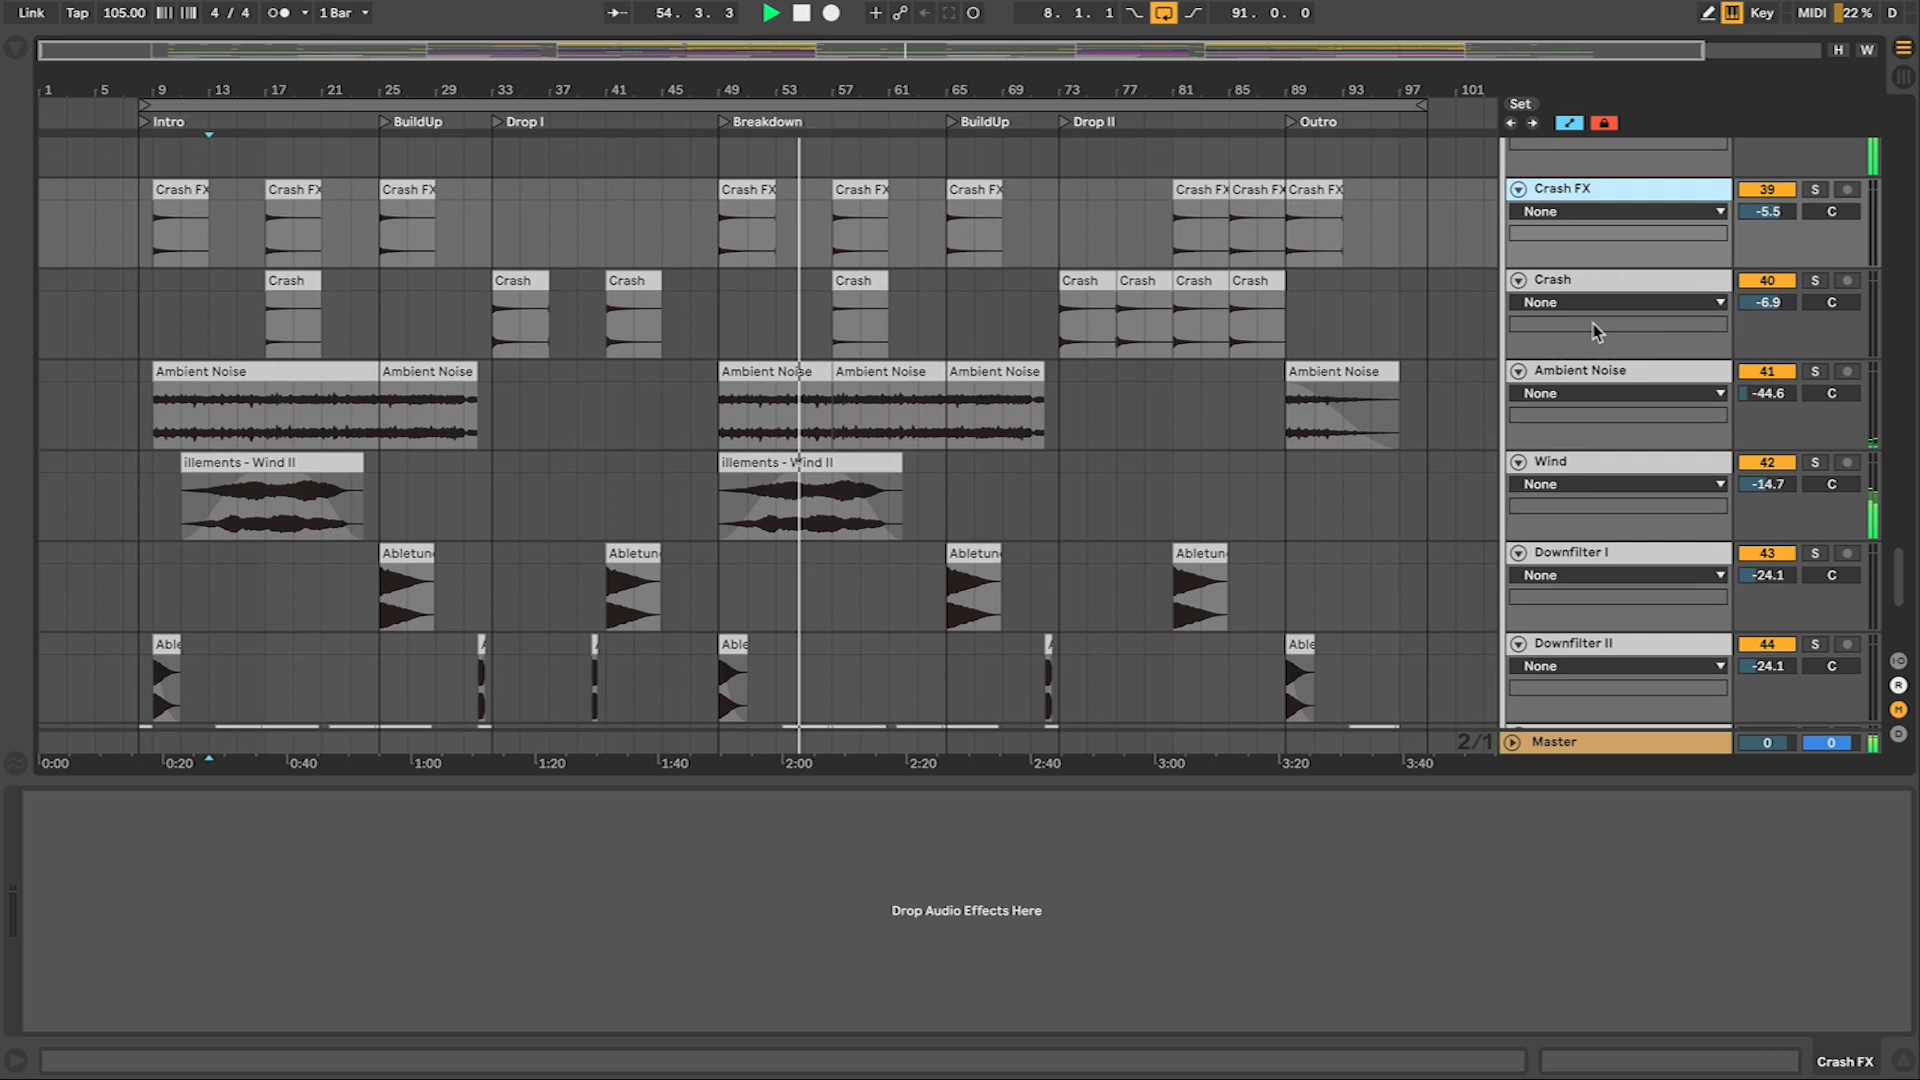 Link Tap 105.00 4 / 4 1 Bar 54. 3. 3 8. 1. 1 91. 0. 0 Key MIDI 22 % D
H W
1 5 9 13 17 21 25 29 33 37 41 45 49 53 57 61 65 69 73 77 81 85 89 93 97 101 Set
Intro BuildUp Drop I Breakdown BuildUp Drop II Outro
Crash FX Crash FX Crash FX Crash FX Crash FX Crash FX Crash FX Crash FX Crash FX Crash FX 39 S
None -5.5 C
Crash Crash Crash Crash Crash Crash Crash Crash Crash 40 S
None -6.9 C
Ambient Noise Ambient Noise Ambient Noise Ambient Noise Ambient Noise Ambient Noise Ambient Noise 41 S
None -44.6 C
illements - Wind II illements - Wind II Wind 42 S
None -14.7 C
Abletun Abletun Abletun Abletun Downfilter I 43 S
None -24.1 C
Able Able Able Downfilter II 44 S
None -24.1 C
I-O
R
M
D
2/1 Master 0 0
0:00 0:20 0:40 1:00 1:20 1:40 2:00 2:20 2:40 3:00 3:20 3:40
Drop Audio Effects Here
Crash FX